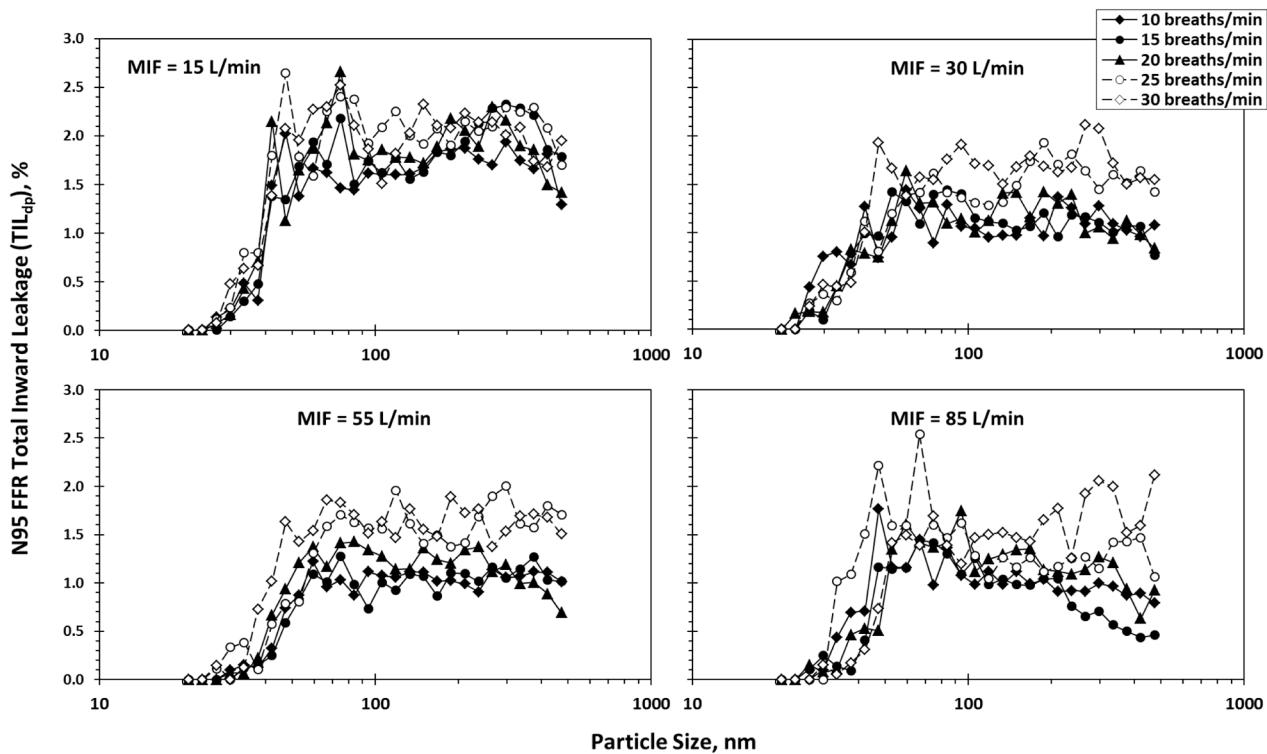 10 breaths/min
15 breaths/min
20 breaths/min
25 breaths/min
30 breaths/min
N95 FFR Total Inward Leakage (TILdp), %
MIF = 15 L/min
3.0
2.5
2.0
1.5
1.0
0.5
0.0
10
100
1000
MIF = 30 L/min
10
100
1000
MIF = 55 L/min
3.0
2.5
2.0
1.5
1.0
0.5
0.0
10
100
1000
MIF = 85 L/min
10
100
1000
Particle Size, nm